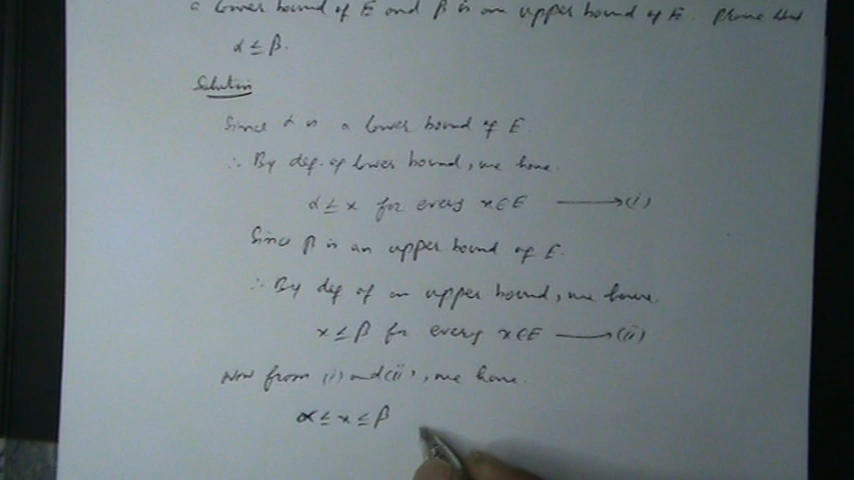 a lower bound of E and β is an upper bound of E. Prove that
α ≤ β.
Solution
Since α is a lower bound of E.
∴ By def. of lower bound, we have.
α ≤ x for every x ∈ E ⟶ (i)
Since β is an upper bound of E.
∴ By def of an upper bound, we have.
x ≤ β for every x ∈ E ⟶ (ii)
Now from (i) and (ii), we have.
α ≤ x ≤ β